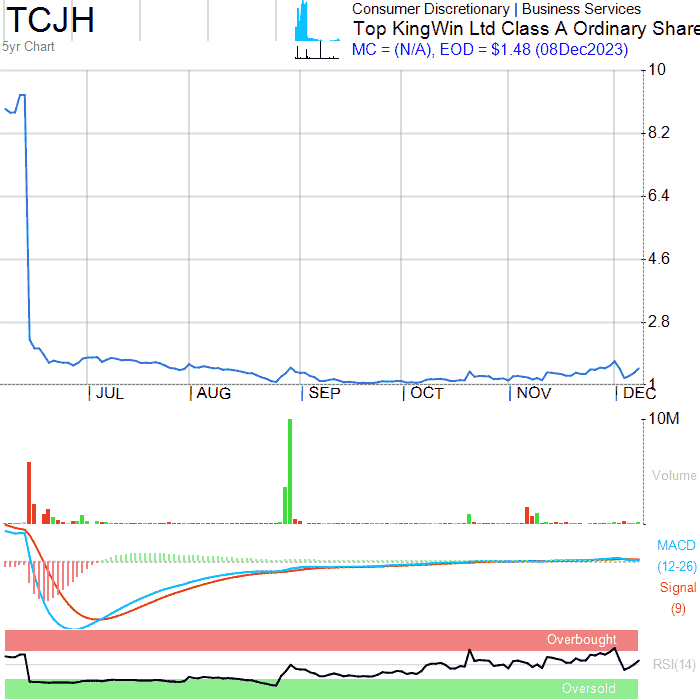 TCJH
5yr Chart
Consumer Discretionary | Business Services
Top KingWin Ltd Class A Ordinary Share
MC = (N/A), EOD = $1.48 (08Dec2023)
10
8.2
6.4
4.6
2.8
1
JUL AUG SEP OCT NOV DEC
10M
Volume
MACD
(12-26)
Signal
(9)
Overbought
RSI(14)
Oversold